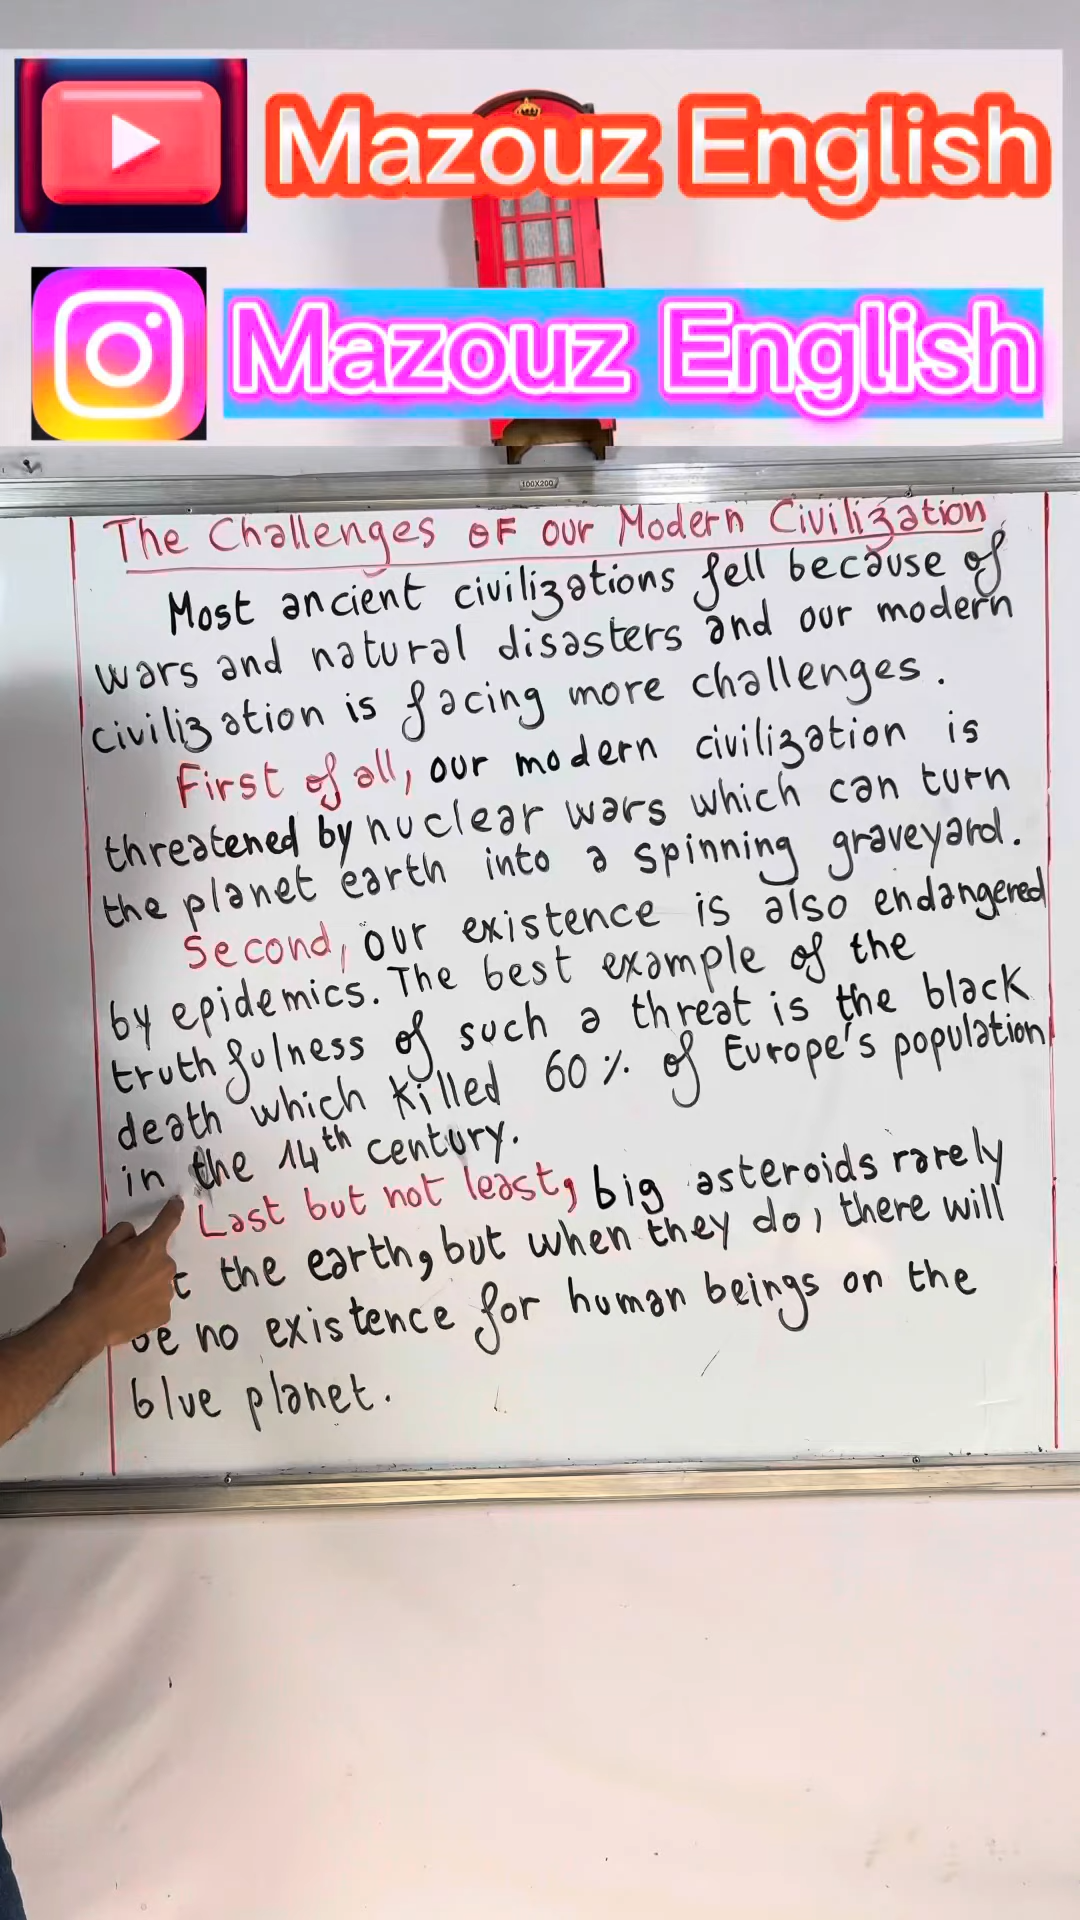 Mazouz English
Mazouz English
100X200
The Challenges of our Modern Civilization
Most ancient civilizations fell because of
wars and natural disasters and our modern
civilization is facing more challenges.
First of all, our modern civilization is
threatened by nuclear wars which can turn
the planet earth into a spinning graveyard.
Second, our existence is also endangered
by epidemics. The best example of the
truthfulness of such a threat is the black
death which killed 60% of Europe's population
in the 14th century.
Last but not least, big asteroids rarely
the earth, but when they do, there will
be no existence for human beings on the
blue planet.